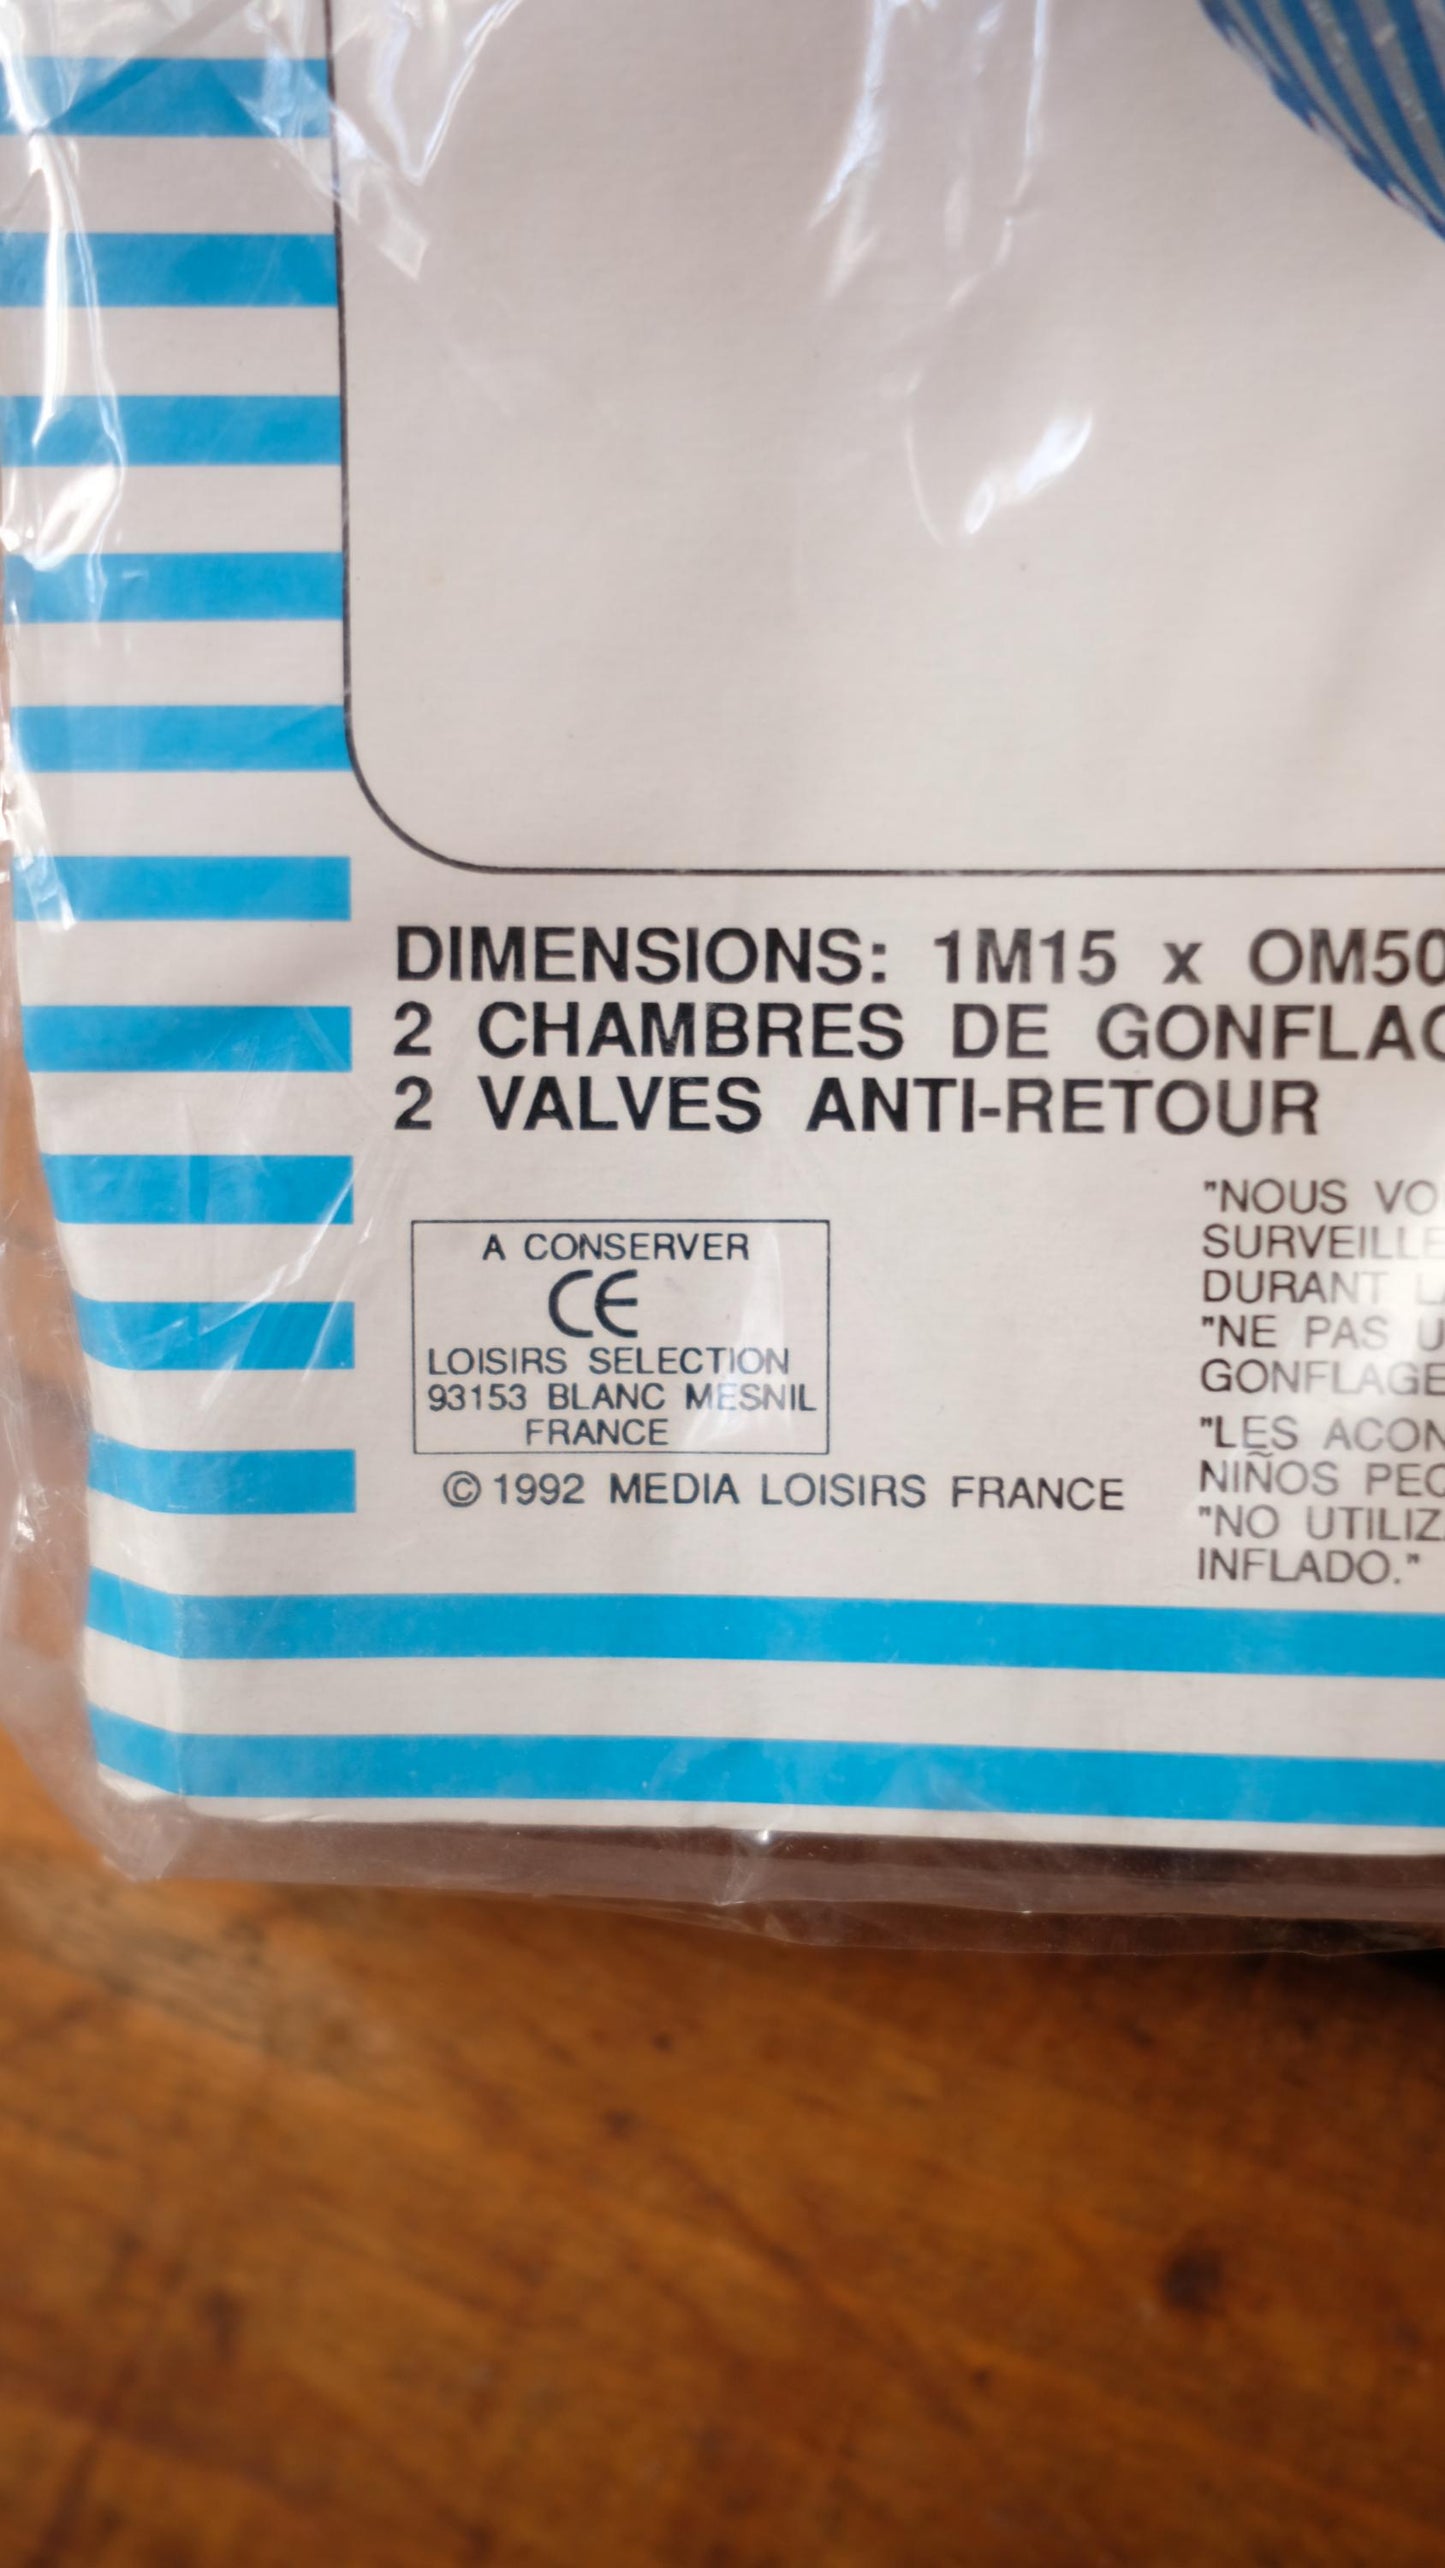 DIMENSIONS: 1M15 x OM50
2 CHAMBRES DE GONFLAG
2 VALVES ANTI-RETOUR
A CONSERVER
CE
LOISIRS SELECTION
93153 BLANC MESNIL
FRANCE
© 1992 MEDIA LOISIRS FRANCE
"NOUS VO
SURVEILLE
DURANT LA
"NE PAS U
GONFLAGE
"LES ACON
NIÑOS PEQ
"NO UTILIZ
INFLADO."